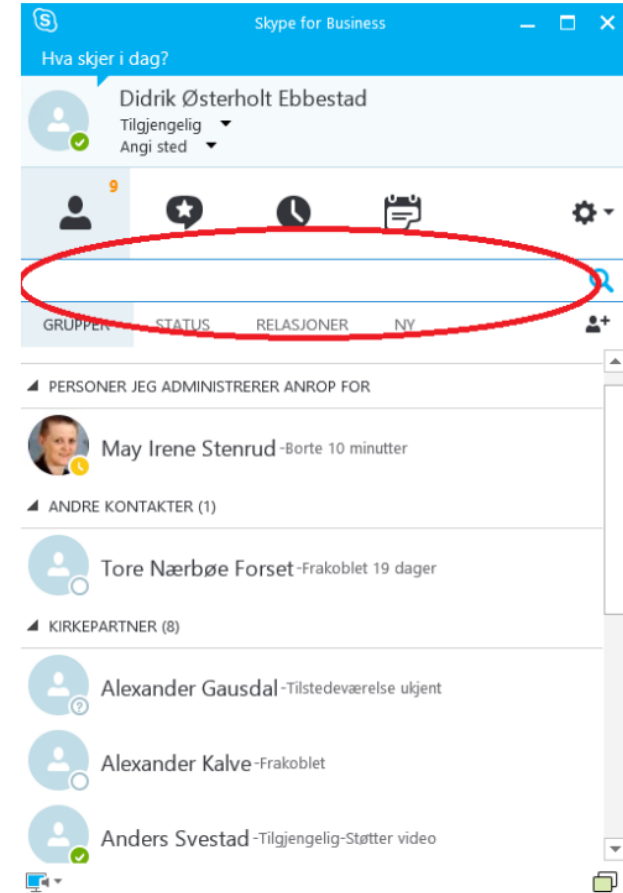 Skype for Business
Hva skjer i dag?
Didrik Østerholt Ebbestad
Tilgjengelig
Angi sted
9
GRUPPER STATUS RELASJONER NY
PERSONER JEG ADMINISTRERER ANROP FOR
May Irene Stenrud -Borte 10 minutter
ANDRE KONTAKTER (1)
Tore Nærbøe Forset -Frakoblet 19 dager
KIRKEPARTNER (8)
Alexander Gausdal -Tilstedeværelse ukjent
Alexander Kalve -Frakoblet
Anders Svestad -Tilgjengelig-Støtter video